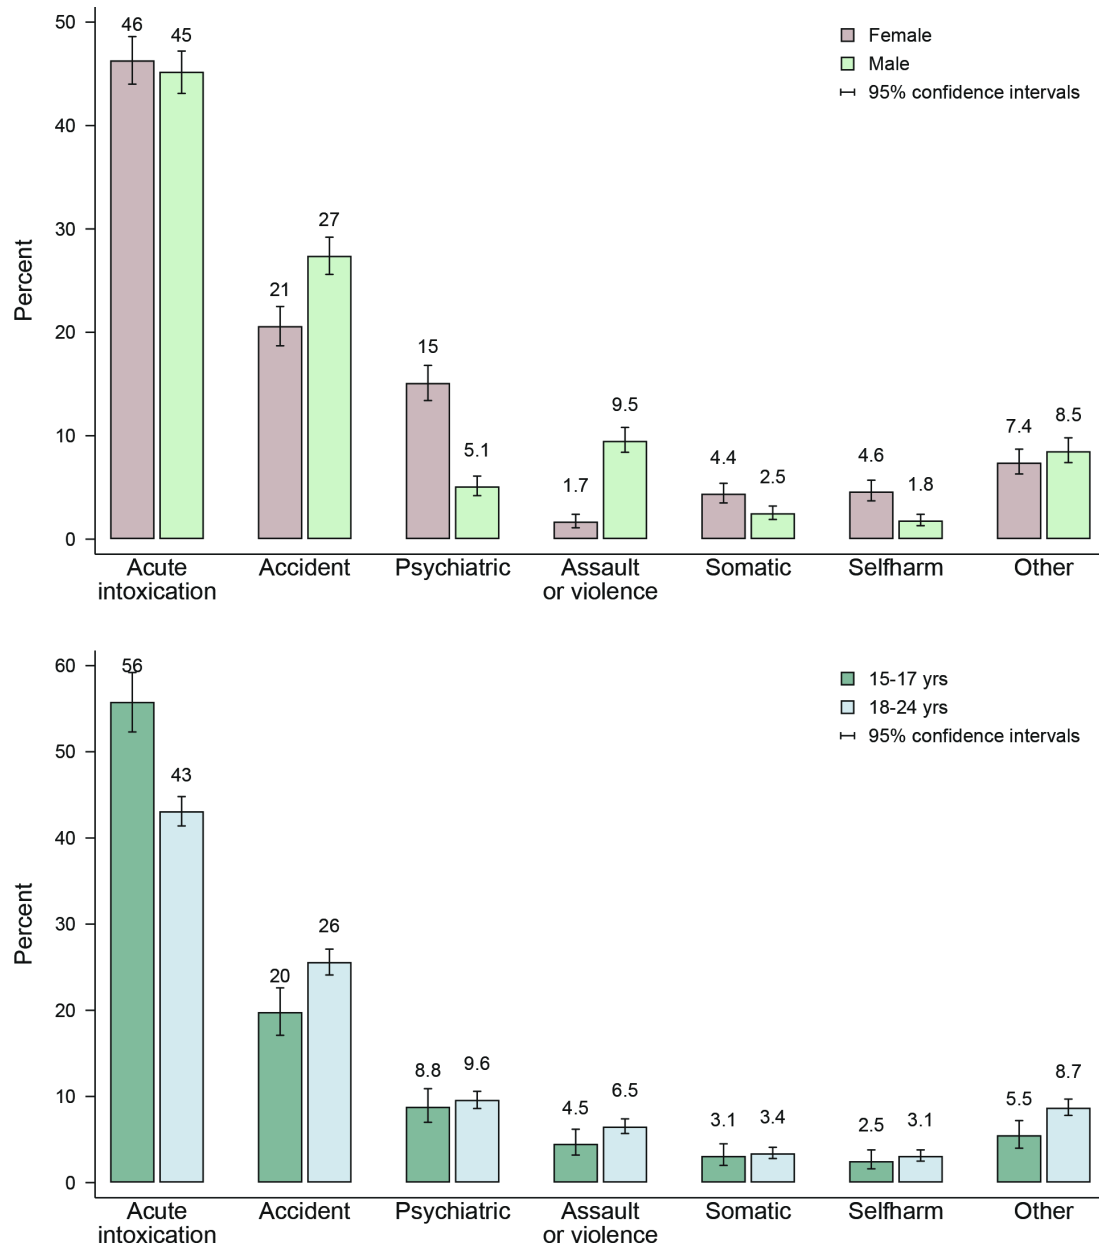 50
40
30
20
10
0
Percent
Female
Male
95% confidence intervals
46
45
21
27
15
5.1
1.7
9.5
4.4
2.5
4.6
1.8
7.4
8.5
Acute
intoxication
Accident
Psychiatric
Assault
or violence
Somatic
Selfharm
Other
60
50
40
30
20
10
0
Percent
15-17 yrs
18-24 yrs
95% confidence intervals
56
43
20
26
8.8
9.6
4.5
6.5
3.1
3.4
2.5
3.1
5.5
8.7
Acute
intoxication
Accident
Psychiatric
Assault
or violence
Somatic
Selfharm
Other